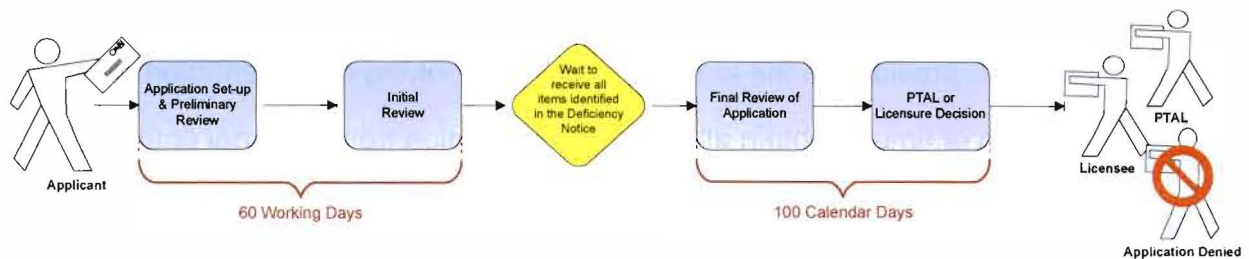 Applicant
Application Set-up
& Preliminary
Review
Initial
Review
60 Working Days
Wait to
receive all
items identified
in the Deficiency
Notice
Final Review of
Application
PTAL or
Licensure Decision
100 Calendar Days
PTAL
Licensee
Application Denied